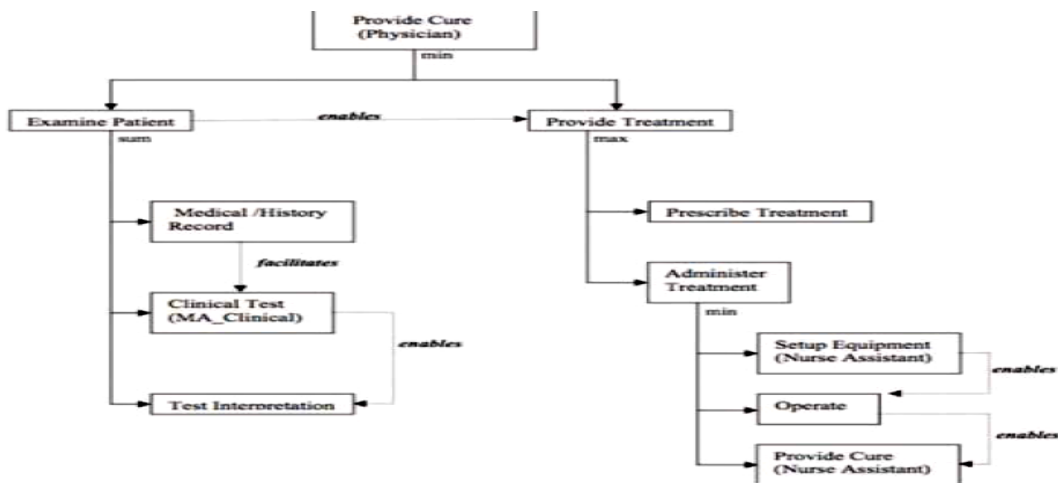 Provide Cure
(Physician)
min
Examine Patient
enables
Provide Treatment
sum
max
Medical /History
Record
Prescribe Treatment
facilitates
Administer
Treatment
Clinical Test
(MA_Clinical)
min
enables
Setup Equipment
(Nurse Assistant)
enables
Test Interpretation
Operate
enables
Provide Cure
(Nurse Assistant)